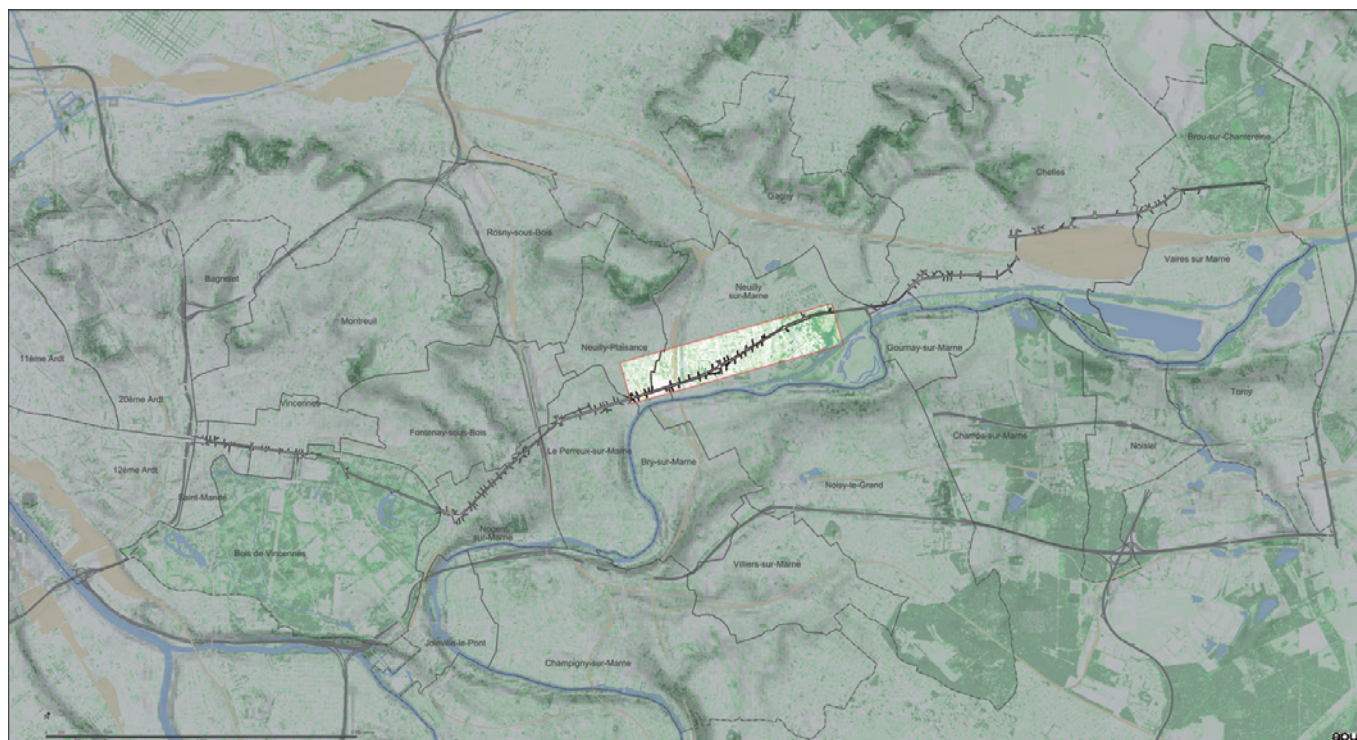 Brou-sur-Chantereine
Chelles
Gagny
Rosny-sous-Bois
Vaires sur Marne
Bagnolet
Neuilly
sur-Marne
Montreuil
Neuilly-Plaisance
Gournay-sur-Marne
11ème Ardt
Torcy
20ème Ardt
Vincennes
Fontenay-sous-Bois
Champs-sur-Marne
Noisiel
Le Perreux-sur-Marne
Bry-sur-Marne
12ème Ardt
Noisy-le-Grand
Saint-Mandé
Nogent
sur-Marne
Bois de Vincennes
Villiers-sur-Marne
Joinville-le-Pont
Champigny-sur-Marne
apur